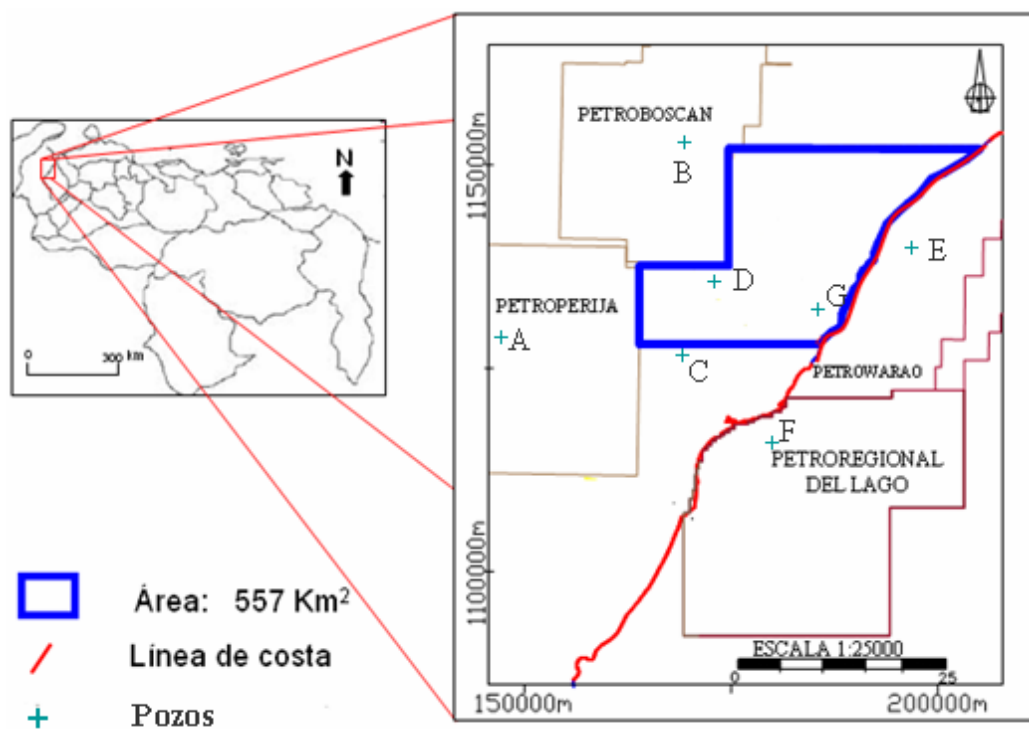 N
0
300 km
Área: 557 Km²
Línea de costa
Pozos
PETROBOSCAN
B
1150000m
E
D
G
PETROPERIJA
A
C
PETROWARAO
F
PETROREGIONAL
DEL LAGO
1100000m
ESCALA 1:25000
0
25
150000m
200000m